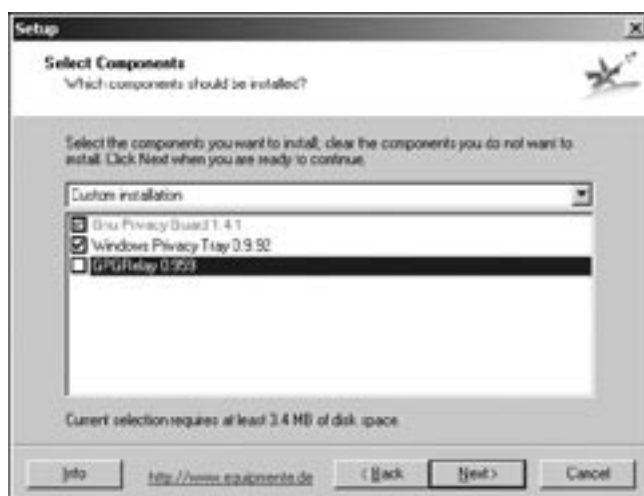 Setup
Select Components
Which components should be installed?
Select the components you want to install; clear the components you do not want to
install. Click Next when you are ready to continue.
Custom installation
Gnu Privacy Guard 1.4.1
Windows Privacy Tray 0.9.92
GPGRelay 0.959
Current selection requires at least 3.4 MB of disk space.
Info
http://www.equipmente.de
< Back
Next >
Cancel